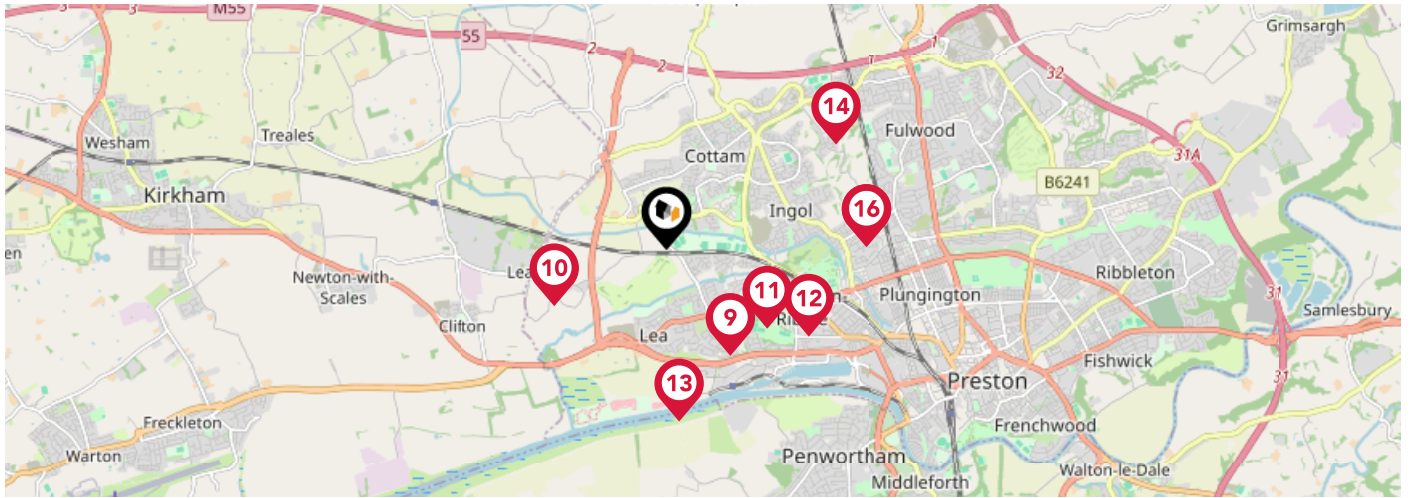 M55
3
3
55
2
2
1
1
Grimsargh
32
Wesham
Treales
14
Fulwood
Cottam
31A
Kirkham
B6241
16
Ingol
10
Lea
Newton-with-
Scales
Ribbleton
11
12
Plungington
9
31
Clifton
Lea
Samlesbury
Fishwick
13
31
Preston
Freckleton
Frenchwood
Warton
Penwortham
Walton-le-Dale
Middleforth